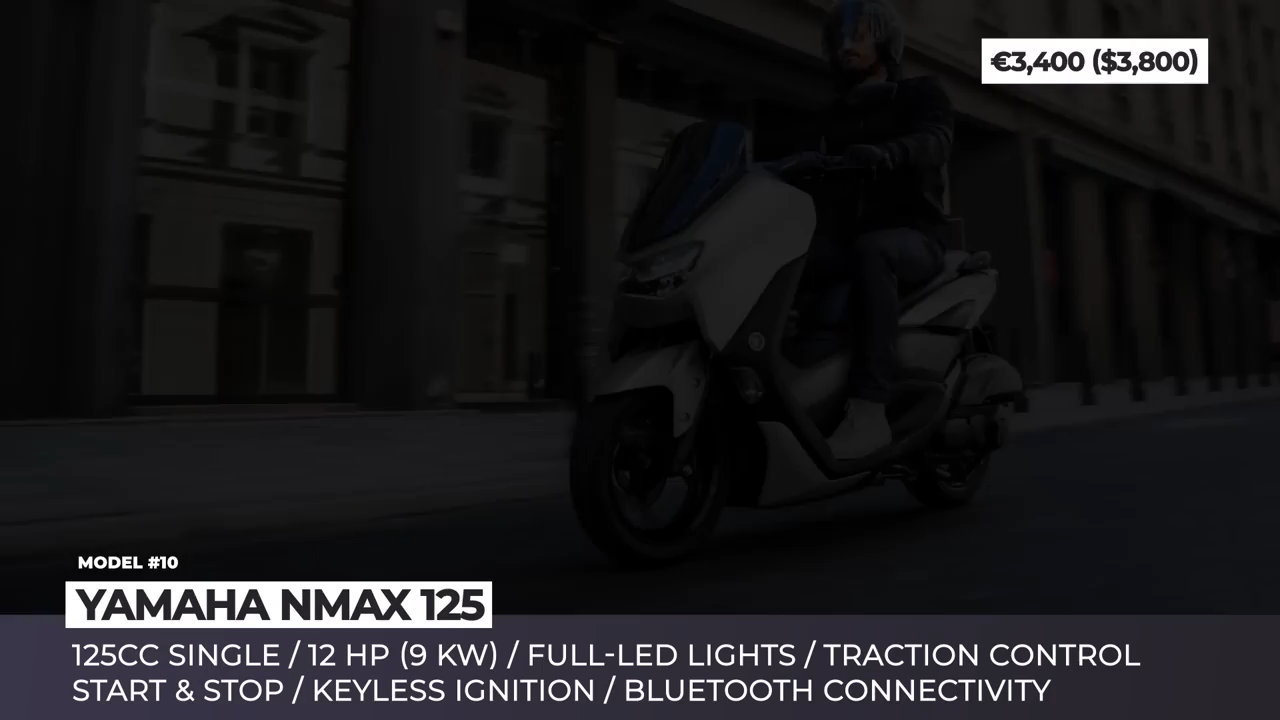 €3,400 ($3,800)
MODEL #10
YAMAHA NMAX 125
125CC SINGLE / 12 HP (9 KW) / FULL-LED LIGHTS / TRACTION CONTROL
START & STOP / KEYLESS IGNITION / BLUETOOTH CONNECTIVITY